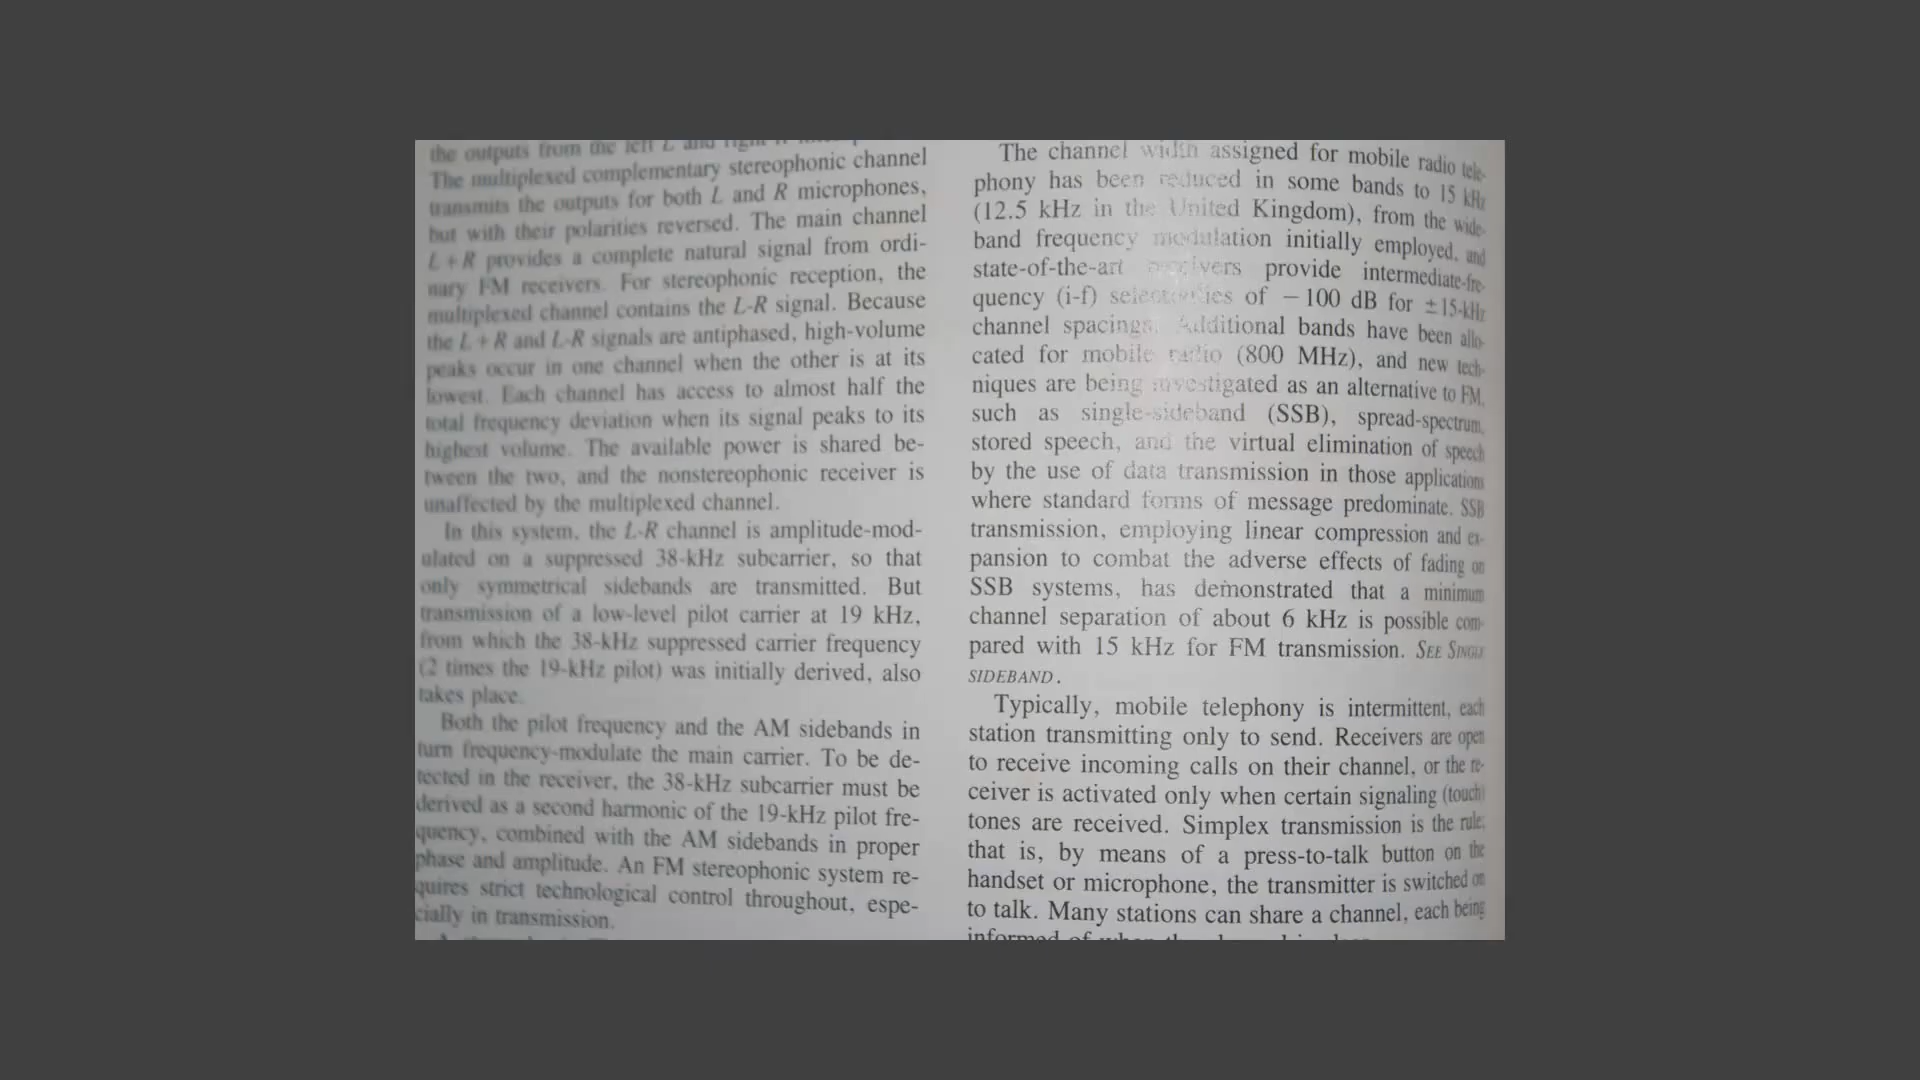 the outputs from the left L and right R
The multiplexed complementary stereophonic channel
transmits the outputs for both L and R microphones,
but with their polarities reversed. The main channel
L + R provides a complete natural signal from ordi-
nary FM receivers. For stereophonic reception, the
multiplexed channel contains the L-R signal. Because
the L + R and L-R signals are antiphased, high-volume
peaks occur in one channel when the other is at its
lowest. Each channel has access to almost half the
total frequency deviation when its signal peaks to its
highest volume. The available power is shared be-
tween the two, and the nonstereophonic receiver is
unaffected by the multiplexed channel.
In this system, the L-R channel is amplitude-mod-
ulated on a suppressed 38-kHz subcarrier, so that
only symmetrical sidebands are transmitted. But
transmission of a low-level pilot carrier at 19 kHz,
from which the 38-kHz suppressed carrier frequency
(2 times the 19-kHz pilot) was initially derived, also
takes place.
Both the pilot frequency and the AM sidebands in
turn frequency-modulate the main carrier. To be de-
tected in the receiver, the 38-kHz subcarrier must be
derived as a second harmonic of the 19-kHz pilot fre-
quency, combined with the AM sidebands in proper
phase and amplitude. An FM stereophonic system re-
quires strict technological control throughout, espe-
cially in transmission.
The channel width assigned for mobile radio tele-
phony has been reduced in some bands to 15 kHz
(12.5 kHz in the United Kingdom), from the wide-
band frequency modulation initially employed, and
state-of-the-art receivers provide intermediate-fre-
quency (i-f) selectivities of − 100 dB for ±15-kHz
channel spacings. Additional bands have been allo-
cated for mobile radio (800 MHz), and new tech-
niques are being investigated as an alternative to FM,
such as single-sideband (SSB), spread-spectrum,
stored speech, and the virtual elimination of speech
by the use of data transmission in those applications
where standard forms of message predominate. SSB
transmission, employing linear compression and ex-
pansion to combat the adverse effects of fading on
SSB systems, has demonstrated that a minimum
channel separation of about 6 kHz is possible com-
pared with 15 kHz for FM transmission. SEE SINGLE
SIDEBAND.
Typically, mobile telephony is intermittent, each
station transmitting only to send. Receivers are open
to receive incoming calls on their channel, or the re-
ceiver is activated only when certain signaling (touch)
tones are received. Simplex transmission is the rule;
that is, by means of a press-to-talk button on the
handset or microphone, the transmitter is switched on
to talk. Many stations can share a channel, each being
informed of when the